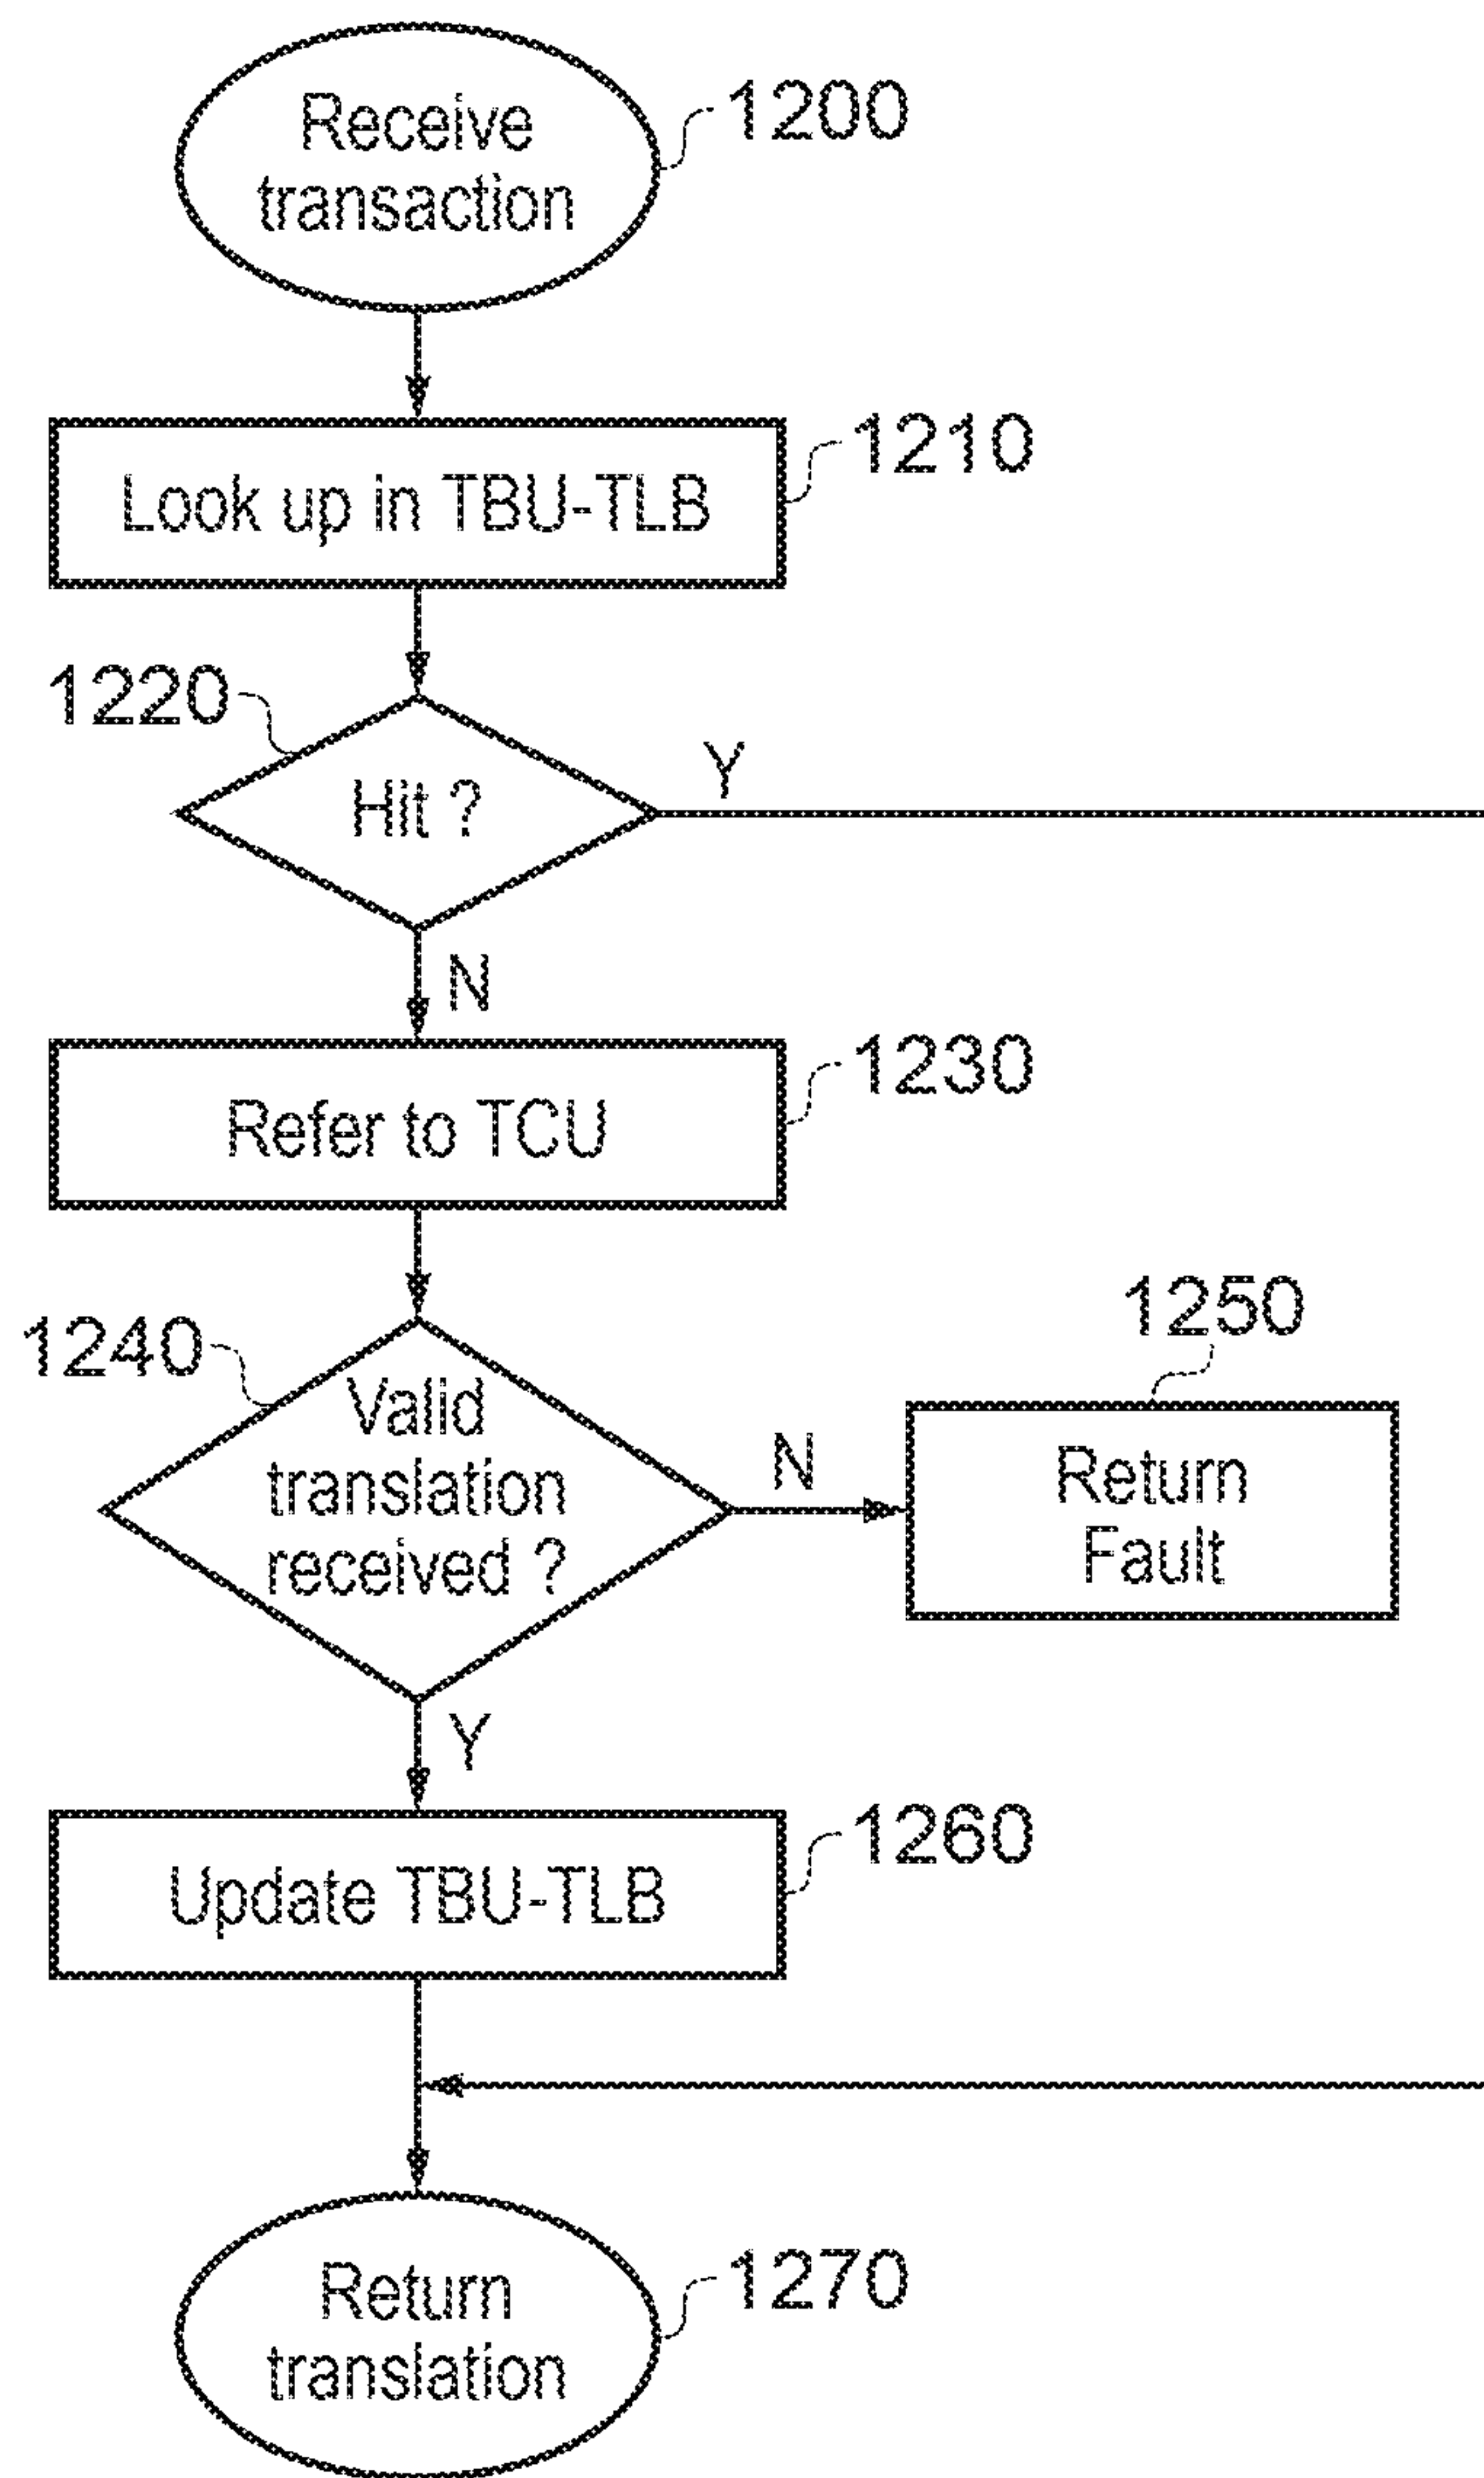 Receive
transaction
1200
Look up in TBU-TLB
1210
1220
Hit ?
Y
N
Refer to TCU
1230
1240
Valid
translation
received ?
N
1250
Return
Fault
Y
Update TBU-TLB
1260
Return
translation
1270